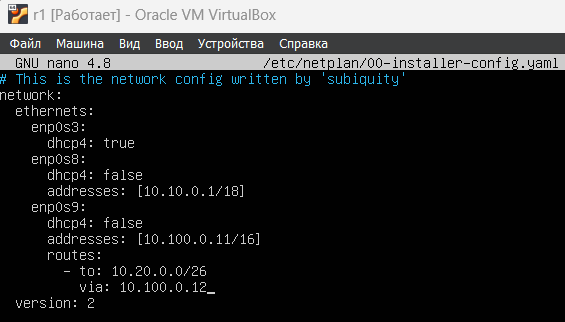 r1 [Работает] - Oracle VM VirtualBox
Файл Машина Вид Ввод Устройства Справка
GNU nano 4.8 /etc/netplan/00-installer-config.yaml
# This is the network config written by 'subiquity'
network:
  ethernets:
    enp0s3:
      dhcp4: true
    enp0s8:
      dhcp4: false
      addresses: [10.10.0.1/18]
    enp0s9:
      dhcp4: false
      addresses: [10.100.0.11/16]
      routes:
        - to: 10.20.0.0/26
          via: 10.100.0.12_
  version: 2